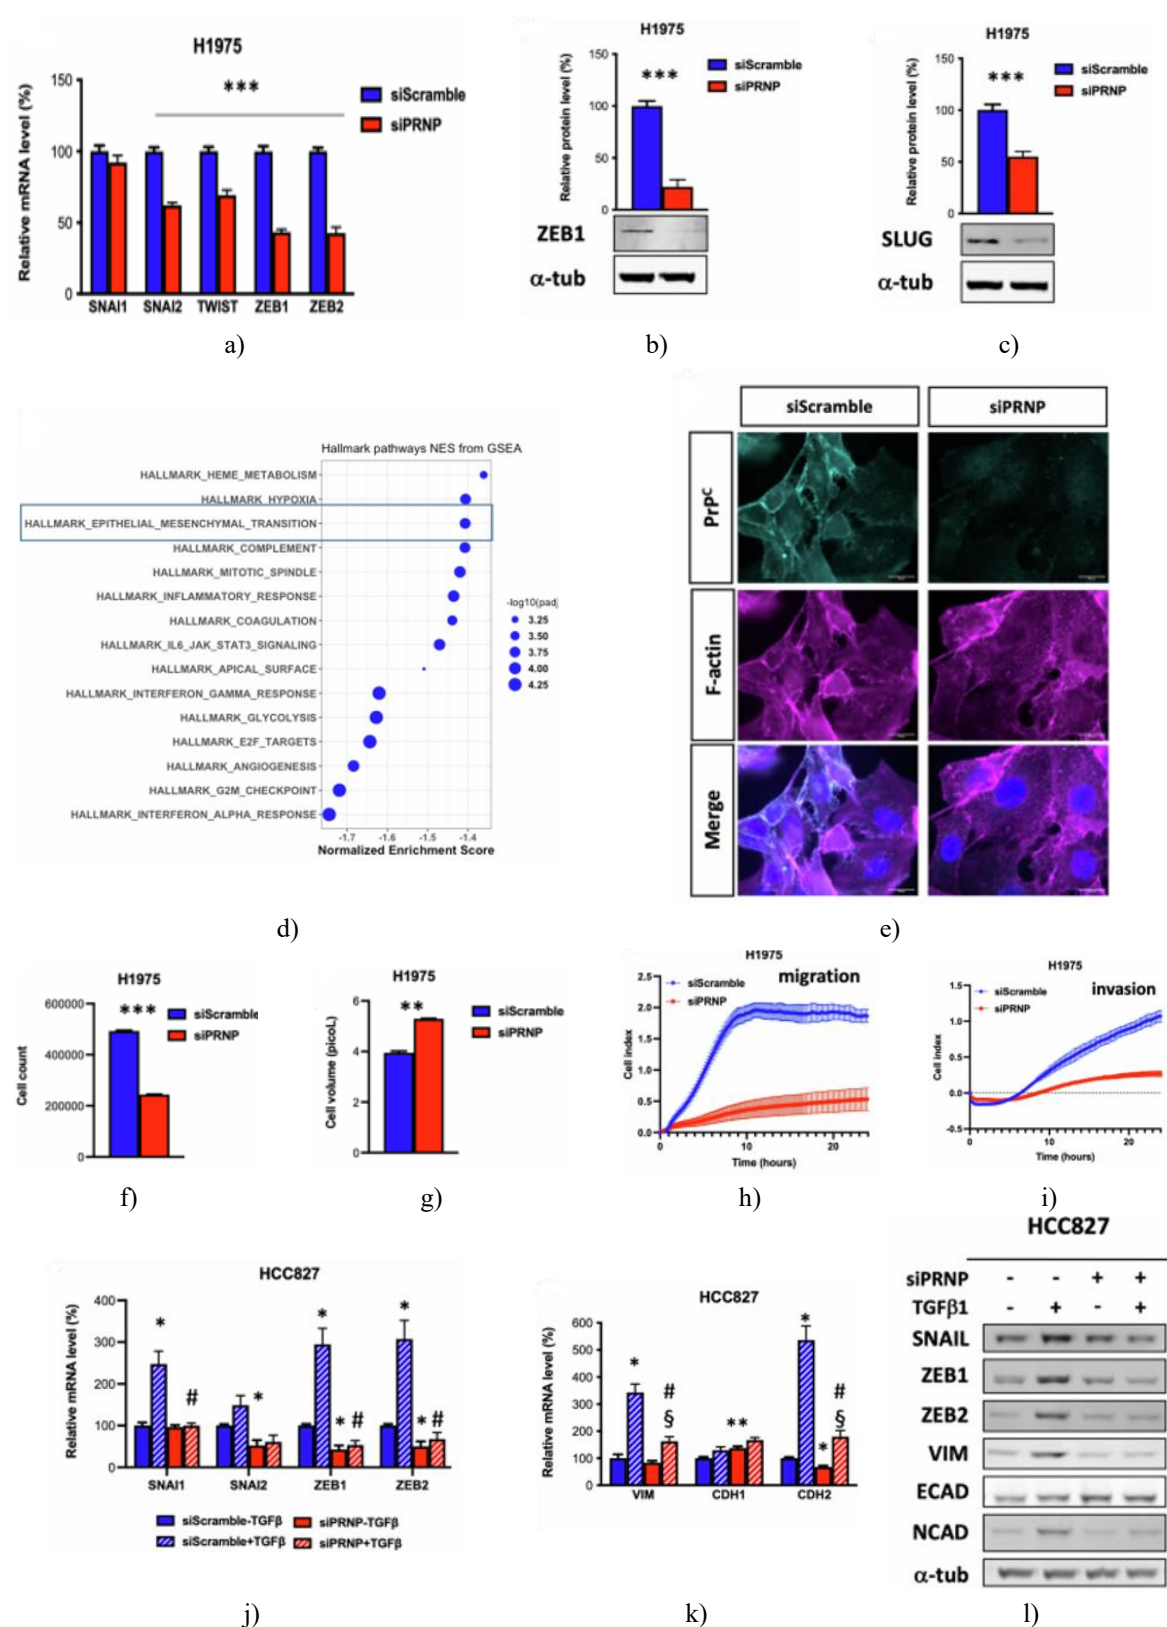 H1975
Relative mRNA level (%)
150
100
50
0
***
siScramble
siPRNP
SNAI1 SNAI2 TWIST ZEB1 ZEB2
a)
H1975
Relative protein level (%)
150
100
50
0
***
siScramble
siPRNP
ZEB1
α-tub
b)
H1975
Relative protein level (%)
150
100
50
0
***
siScramble
siPRNP
SLUG
α-tub
c)
Hallmark pathways NES from GSEA
HALLMARK_HEME_METABOLISM
HALLMARK_HYPOXIA
HALLMARK_EPITHELIAL_MESENCHYMAL_TRANSITION
HALLMARK_COMPLEMENT
HALLMARK_MITOTIC_SPINDLE
HALLMARK_INFLAMMATORY_RESPONSE
HALLMARK_COAGULATION
HALLMARK_IL6_JAK_STAT3_SIGNALING
HALLMARK_APICAL_SURFACE
HALLMARK_INTERFERON_GAMMA_RESPONSE
HALLMARK_GLYCOLYSIS
HALLMARK_E2F_TARGETS
HALLMARK_ANGIOGENESIS
HALLMARK_G2M_CHECKPOINT
HALLMARK_INTERFERON_ALPHA_RESPONSE
-1.7 -1.6 -1.5 -1.4
Normalized Enrichment Score
-log10(pad
3.25
3.50
3.75
4.00
4.25
d)
siScramble siPRNP
PrPᶜ
F-actin
Merge
e)
H1975
Cell count
600000
400000
200000
0
***
siScramble
siPRNP
f)
H1975
Cell volume (picoL)
6
4
2
0
**
siScramble
siPRNP
g)
H1975
migration
Cell index
2.5
2.0
1.5
1.0
0.5
0.0
siScramble
siPRNP
0 10 20
Time (hours)
h)
H1975
invasion
Cell index
1.5
1.0
0.5
0.0
-0.5
siScramble
siPRNP
0 10 20
Time (hours)
i)
HCC827
Relative mRNA level (%)
400
300
200
100
0
* # * * * # * * #
SNAI1 SNAI2 ZEB1 ZEB2
siScramble-TGFβ siPRNP-TGFβ
siScramble+TGFβ siPRNP+TGFβ
j)
HCC827
Relative mRNA level (%)
600
500
400
300
200
100
0
* # § ** * * # §
VIM CDH1 CDH2
k)
HCC827
siPRNP - - + +
TGFβ1 - + - +
SNAIL
ZEB1
ZEB2
VIM
ECAD
NCAD
α-tub
l)